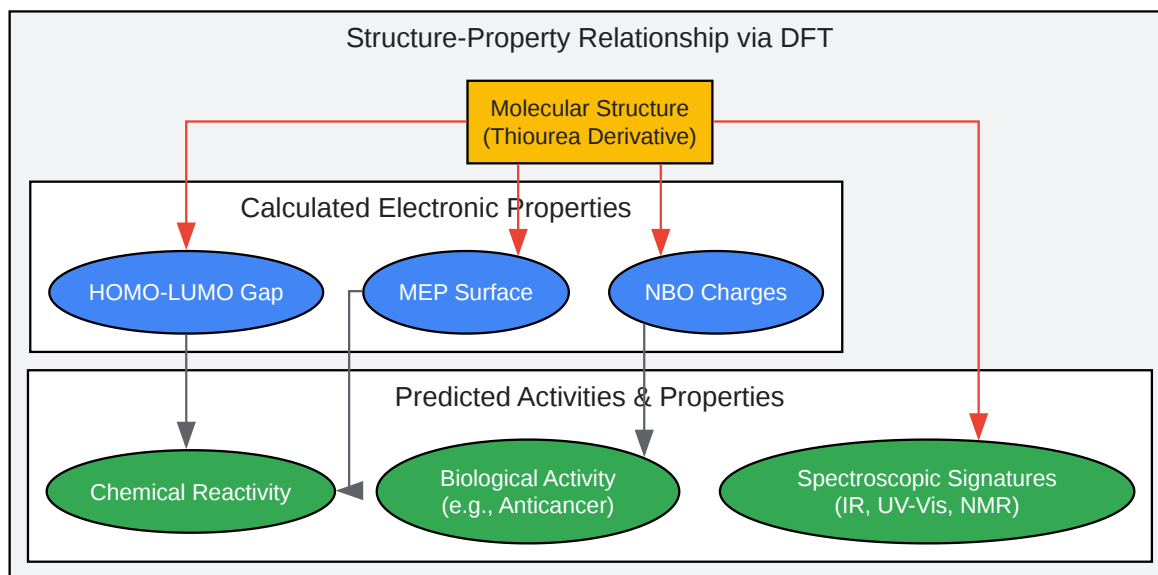 Structure-Property Relationship via DFT
Molecular Structure
(Thiourea Derivative)
Calculated Electronic Properties
HOMO-LUMO Gap
MEP Surface
NBO Charges
Predicted Activities & Properties
Chemical Reactivity
Biological Activity
(e.g., Anticancer)
Spectroscopic Signatures
(IR, UV-Vis, NMR)